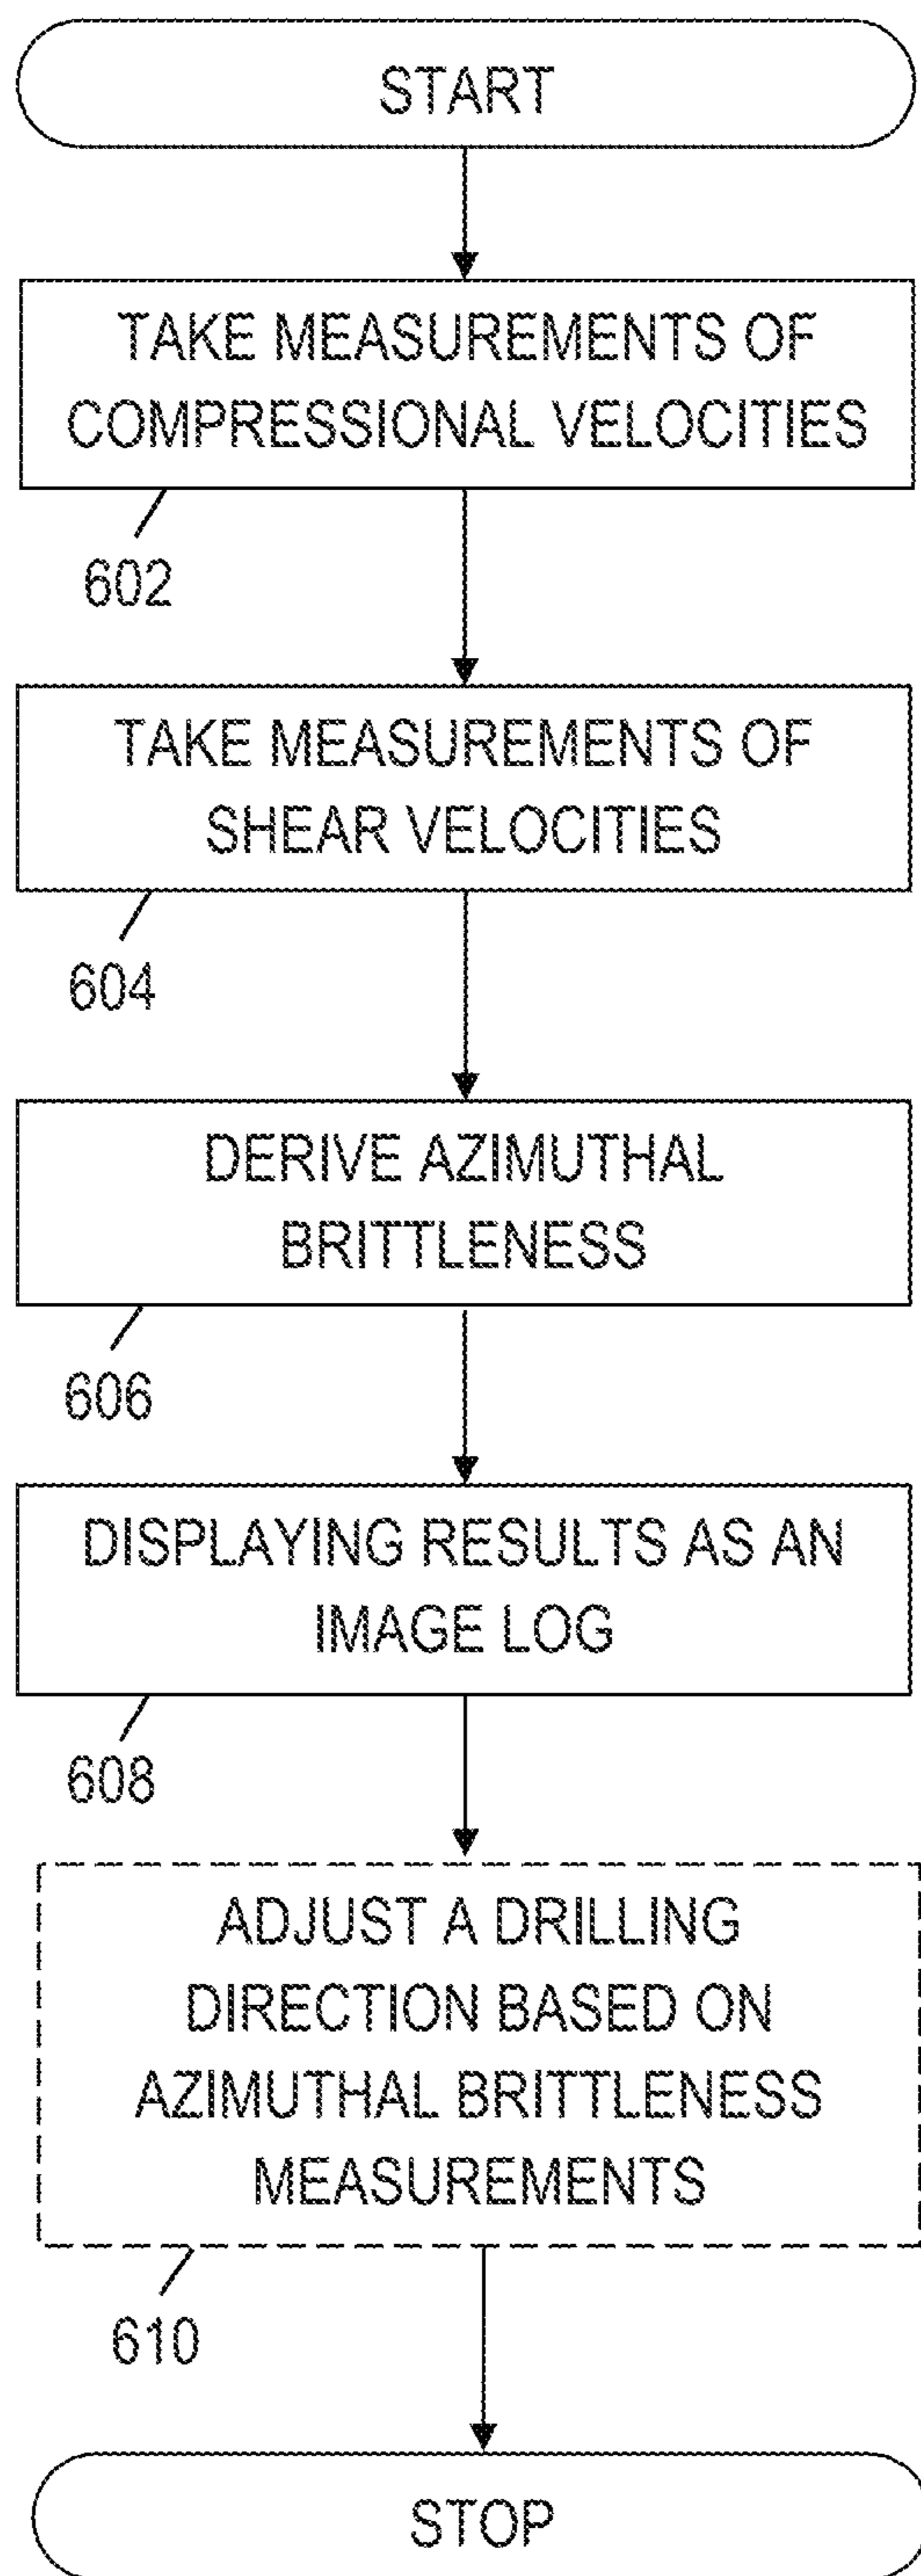 START
TAKE MEASUREMENTS OF
COMPRESSIONAL VELOCITIES
602
TAKE MEASUREMENTS OF
SHEAR VELOCITIES
604
DERIVE AZIMUTHAL
BRITTLENESS
606
DISPLAYING RESULTS AS AN
IMAGE LOG
608
ADJUST A DRILLING
DIRECTION BASED ON
AZIMUTHAL BRITTLENESS
MEASUREMENTS
610
STOP